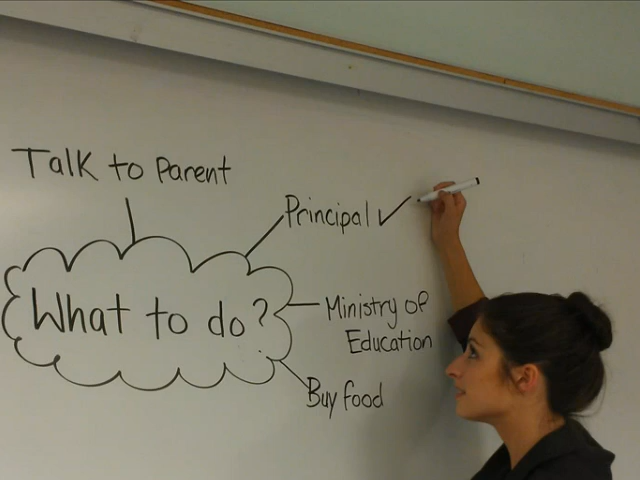 Talk to Parent
Principal ✓
What to do?
Ministry of
Education
Buy food